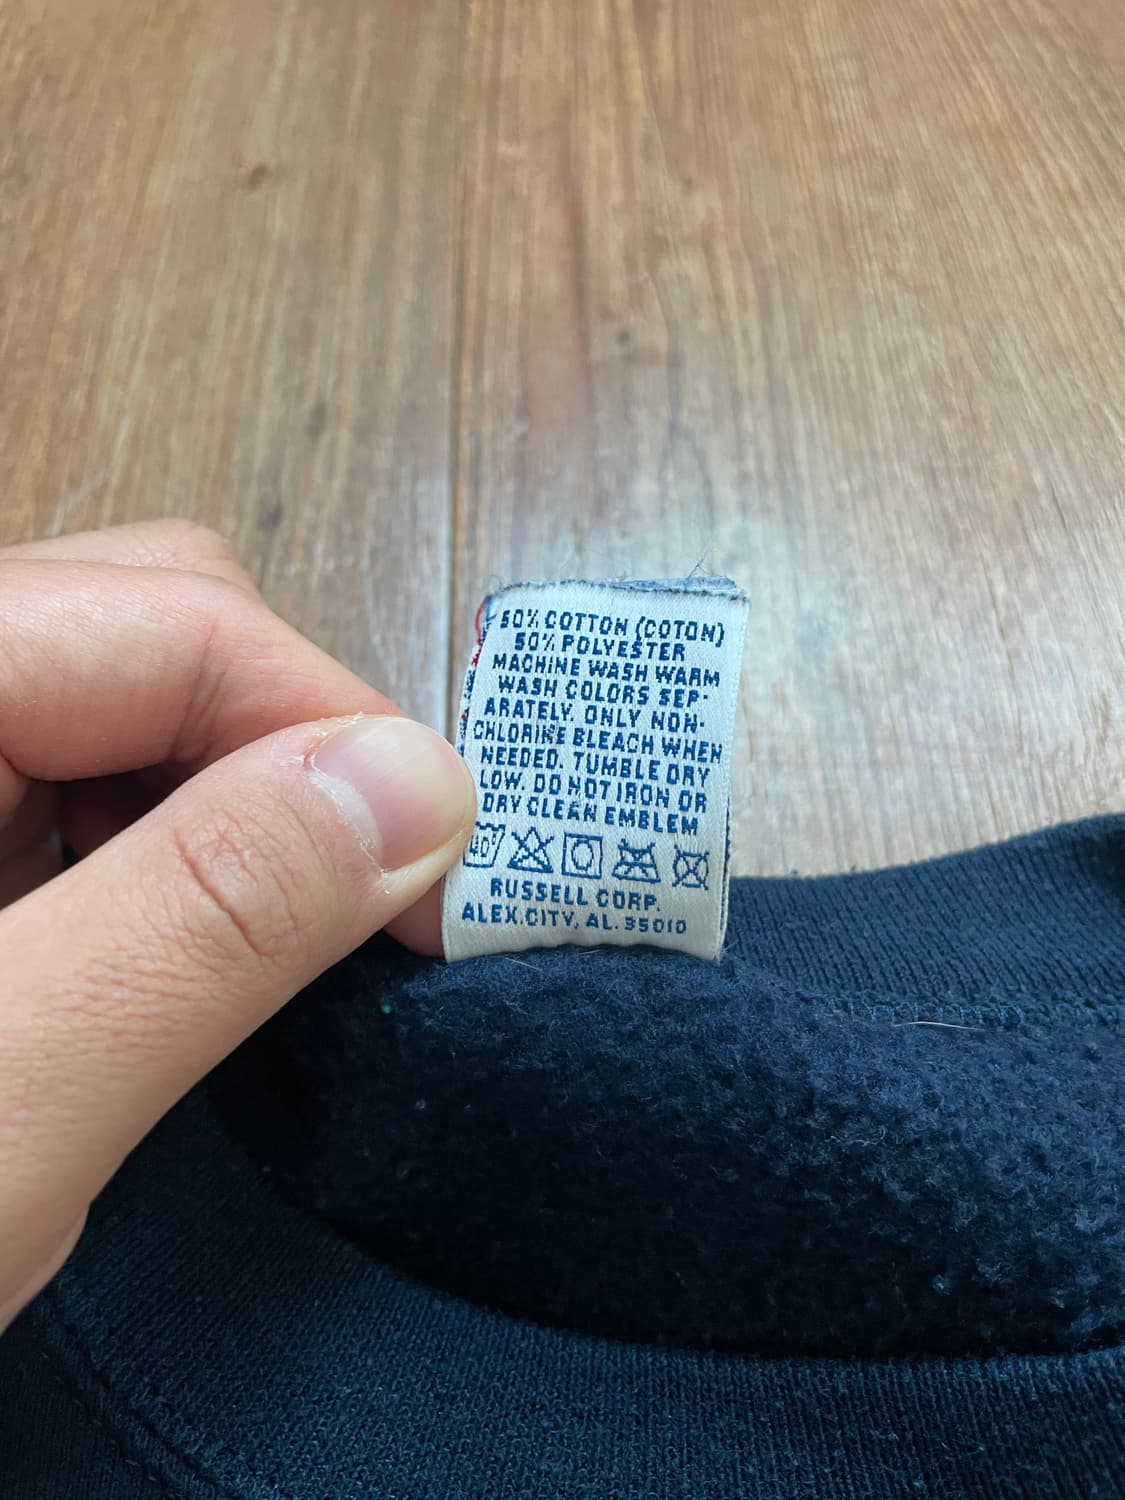 50% COTTON (COTON)
50% POLYESTER
MACHINE WASH WARM
WASH COLORS SEP-
ARATELY. ONLY NON-
CHLORINE BLEACH WHEN
NEEDED. TUMBLE DRY
LOW. DO NOT IRON OR
DRY CLEAN EMBLEM
40°
RUSSELL CORP.
ALEX.CITY, AL. 35010